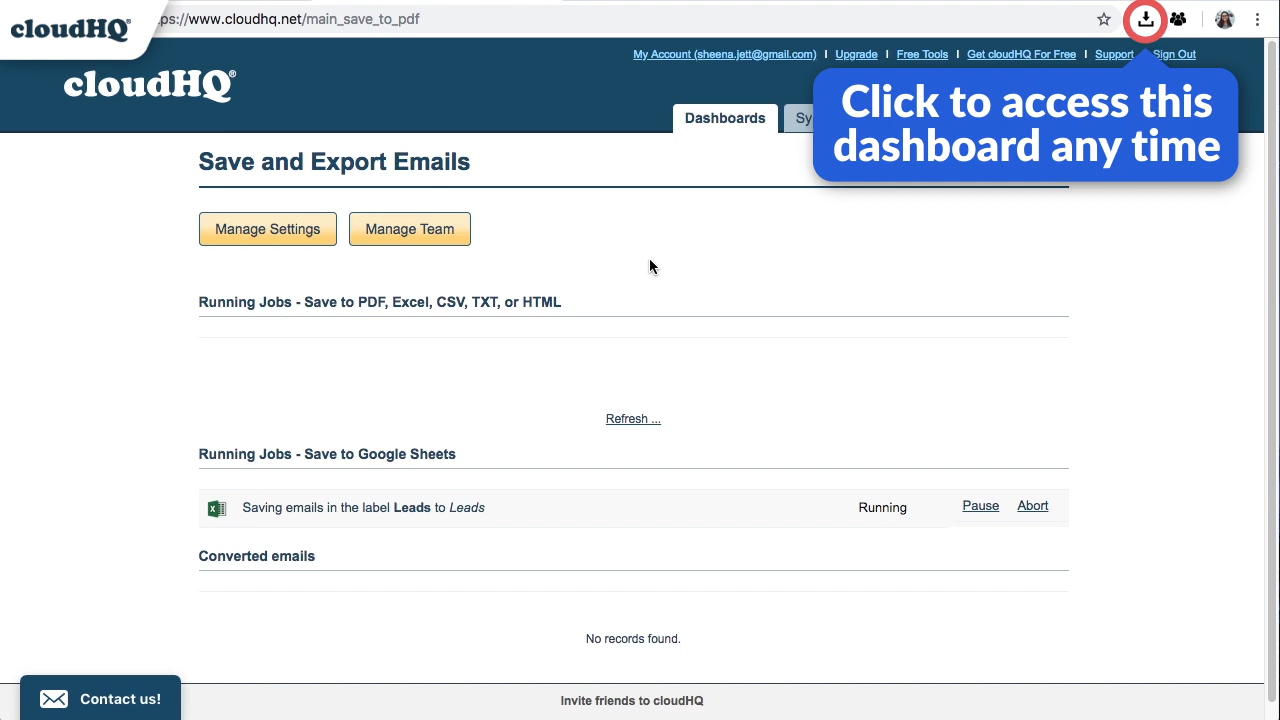 cloudHQ®
ps://www.cloudhq.net/main_save_to_pdf
My Account (sheena.jett@gmail.com) | Upgrade | Free Tools | Get cloudHQ For Free | Support Sign Out
cloudHQ®
Click to access this
dashboard any time
Dashboards
Sy
Save and Export Emails
Manage Settings
Manage Team
Running Jobs - Save to PDF, Excel, CSV, TXT, or HTML
Refresh ...
Running Jobs - Save to Google Sheets
Saving emails in the label Leads to Leads
Running
Pause
Abort
Converted emails
No records found.
Contact us!
Invite friends to cloudHQ